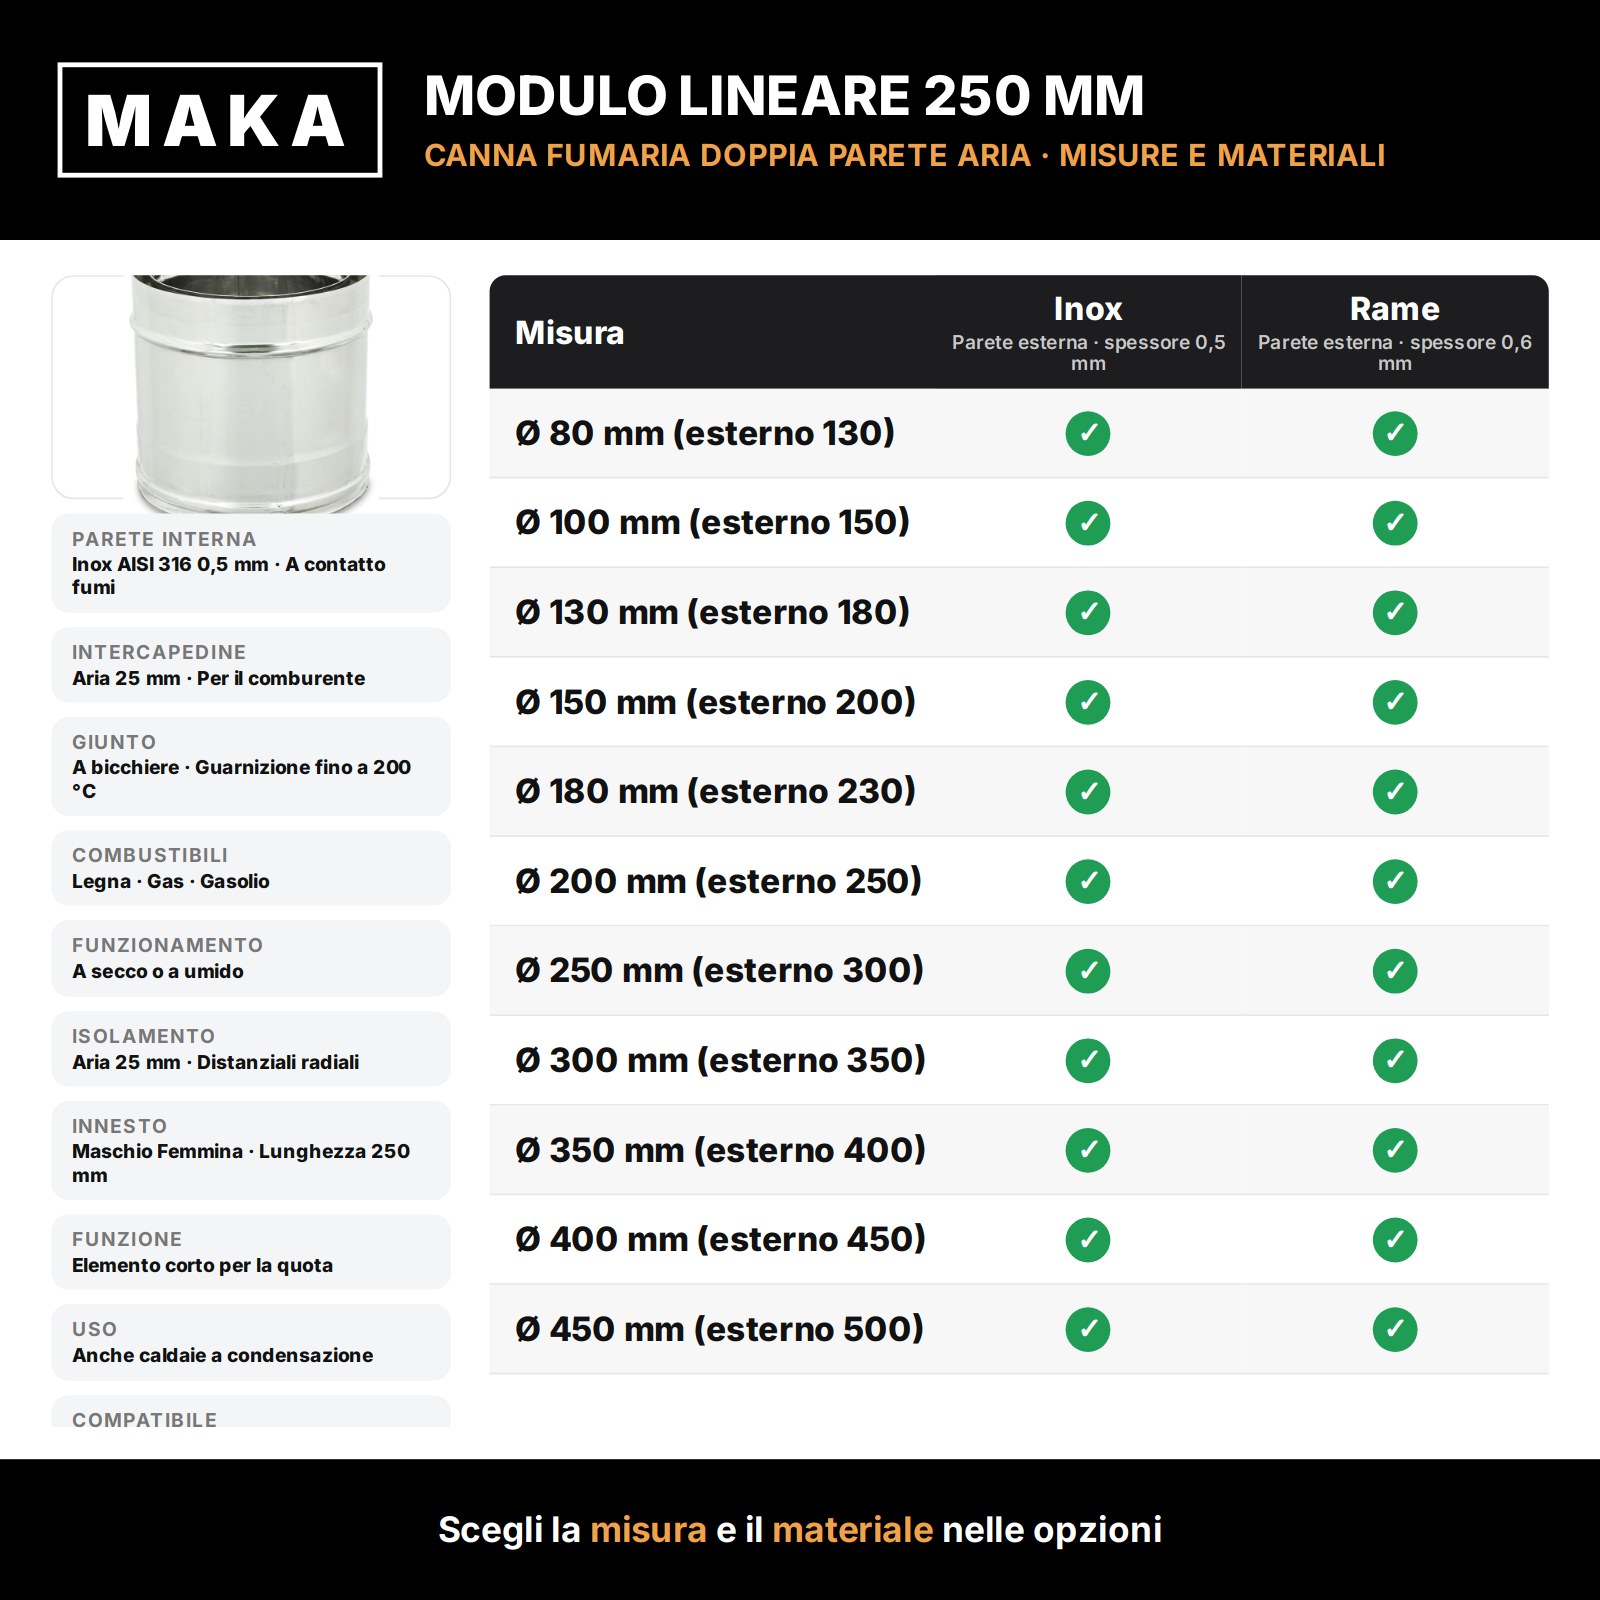 MAKA
MODULO LINEARE 250 MM
CANNA FUMARIA DOPPIA PARETE ARIA · MISURE E MATERIALI
PARETE INTERNA
Inox AISI 316 0,5 mm · A contatto
fumi
INTERCAPEDINE
Aria 25 mm · Per il comburente
GIUNTO
A bicchiere · Guarnizione fino a 200
°C
COMBUSTIBILI
Legna · Gas · Gasolio
FUNZIONAMENTO
A secco o a umido
ISOLAMENTO
Aria 25 mm · Distanziali radiali
INNESTO
Maschio Femmina · Lunghezza 250
mm
FUNZIONE
Elemento corto per la quota
USO
Anche caldaie a condensazione
COMPATIBILE
Misura
Inox
Parete esterna · spessore 0,5
mm
Rame
Parete esterna · spessore 0,6
mm
Ø 80 mm (esterno 130) ✓ ✓
Ø 100 mm (esterno 150) ✓ ✓
Ø 130 mm (esterno 180) ✓ ✓
Ø 150 mm (esterno 200) ✓ ✓
Ø 180 mm (esterno 230) ✓ ✓
Ø 200 mm (esterno 250) ✓ ✓
Ø 250 mm (esterno 300) ✓ ✓
Ø 300 mm (esterno 350) ✓ ✓
Ø 350 mm (esterno 400) ✓ ✓
Ø 400 mm (esterno 450) ✓ ✓
Ø 450 mm (esterno 500) ✓ ✓
Scegli la misura e il materiale nelle opzioni